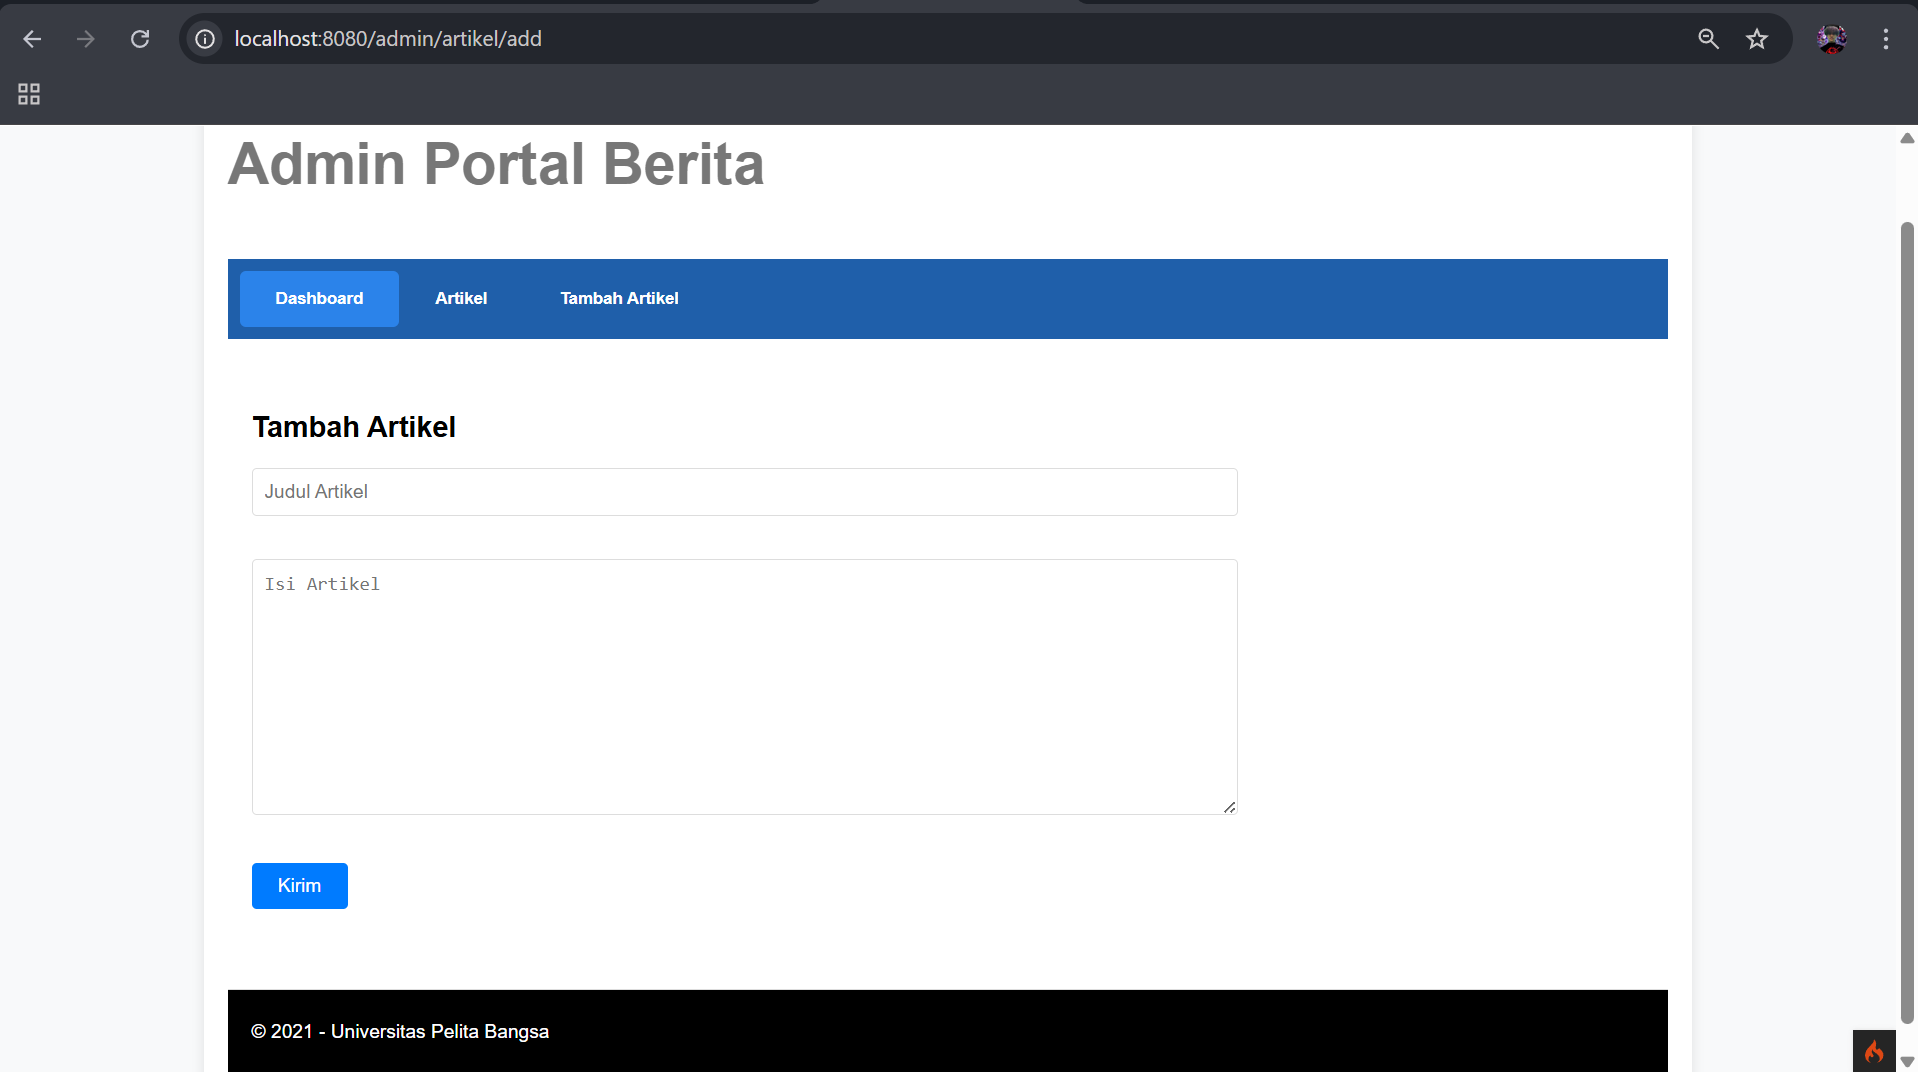 localhost:8080/admin/artikel/add
Admin Portal Berita
Dashboard Artikel Tambah Artikel
Tambah Artikel
Judul Artikel
Isi Artikel
Kirim
© 2021 - Universitas Pelita Bangsa